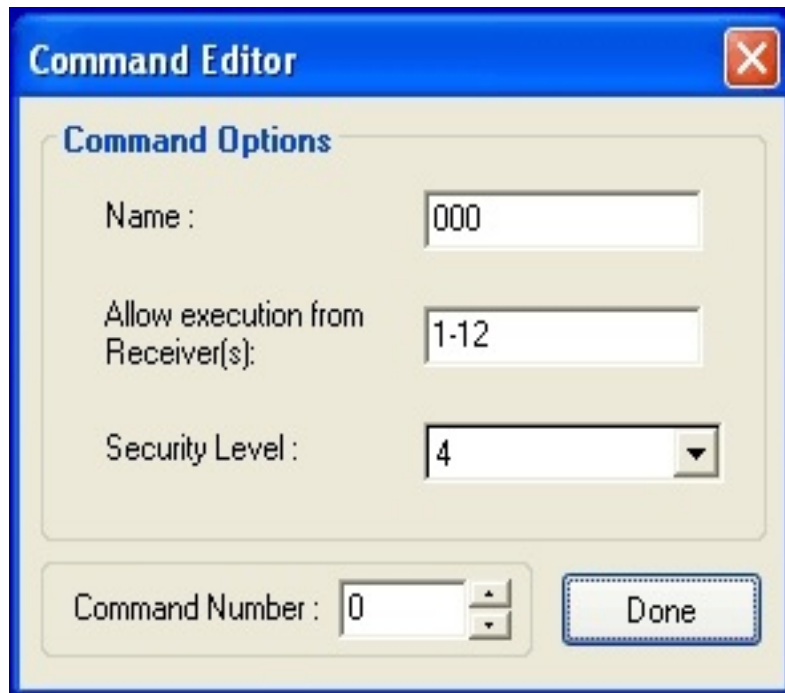 Command Editor
Command Options
Name : 000
Allow execution from
Receiver(s): 1-12
Security Level : 4
Command Number : 0
Done